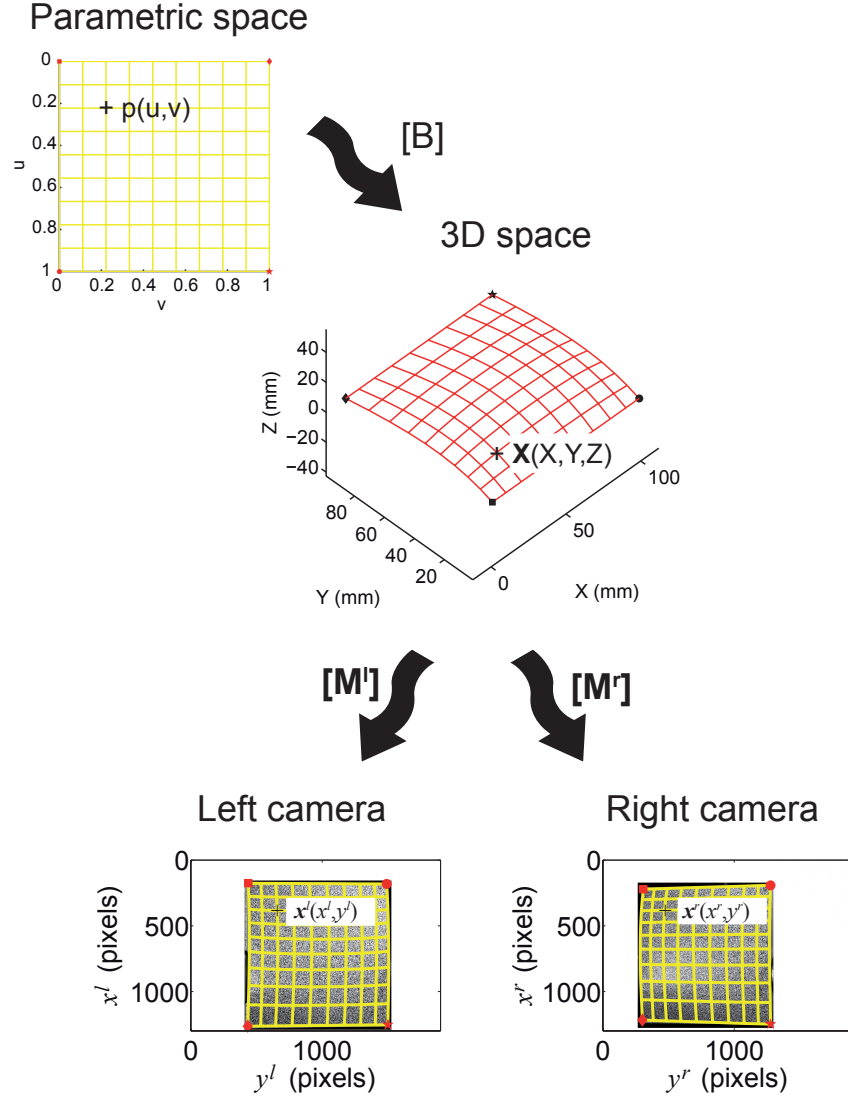 Parametric space
0
0.2
0.4
0.6
0.8
1
u
+ p(u,v)
0 0.2 0.4 0.6 0.8 1
v
[B]
3D space
40
20
0
−20
−40
Z (mm)
+ X(X,Y,Z)
80
60
40
20
Y (mm)
0
50
100
X (mm)
[Mˡ]
[Mʳ]
Left camera
0
500
1000
xˡ (pixels)
xˡ(xˡ,yˡ)
1000
yˡ (pixels)
Right camera
0
500
1000
xʳ (pixels)
xʳ(xʳ,yʳ)
0 1000
yʳ (pixels)